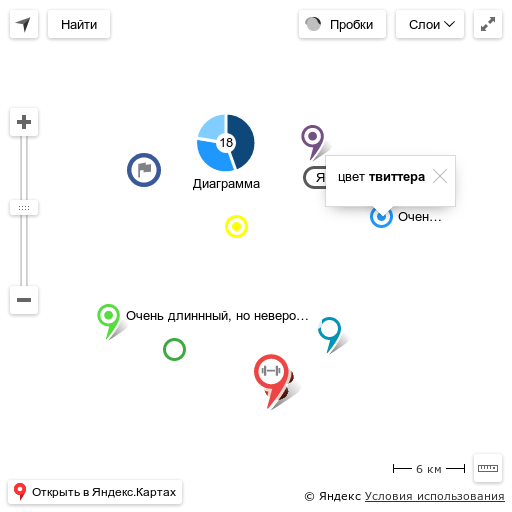 Найти
Пробки
Слои
18
Диаграмма
Я
цвет твиттера
Очен…
Очень длиннный, но неверо…
6 км
Открыть в Яндекс.Картах
© Яндекс Условия использования